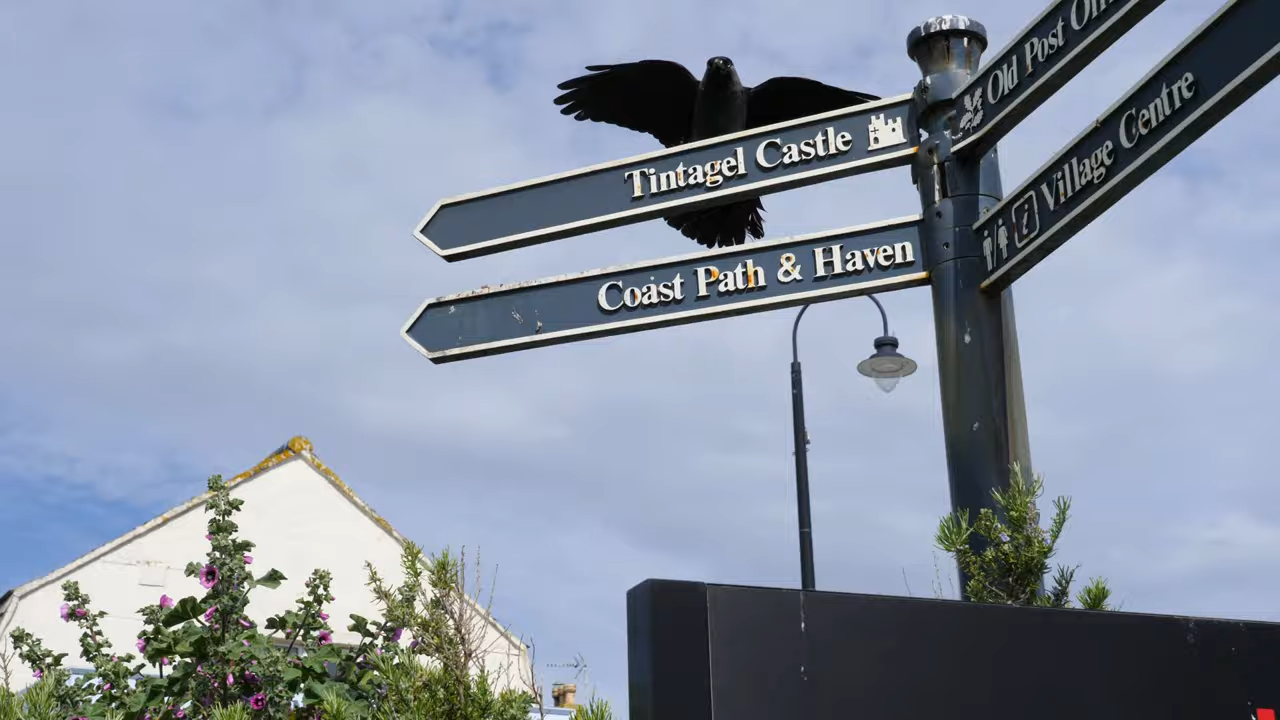 Tintagel Castle
Coast Path & Haven
Old Post
i Village Centre